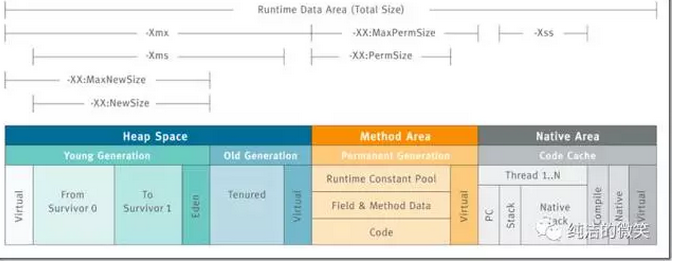 Runtime Data Area (Total Size)
-Xmx
-XX:MaxPermSize
-Xss
-Xms
-XX:PermSize
-XX:MaxNewSize
-XX:NewSize
Heap Space
Method Area
Native Area
Young Generation
Old Generation
Permanent Generation
Code Cache
Virtual
From
Survivor 0
To
Survivor 1
Eden
Tenured
Virtual
Runtime Constant Pool
Field & Method Data
Code
Virtual
Thread 1..N
PC
Stack
Native
Stack
Compile
Native
Virtual
纯洁的微笑